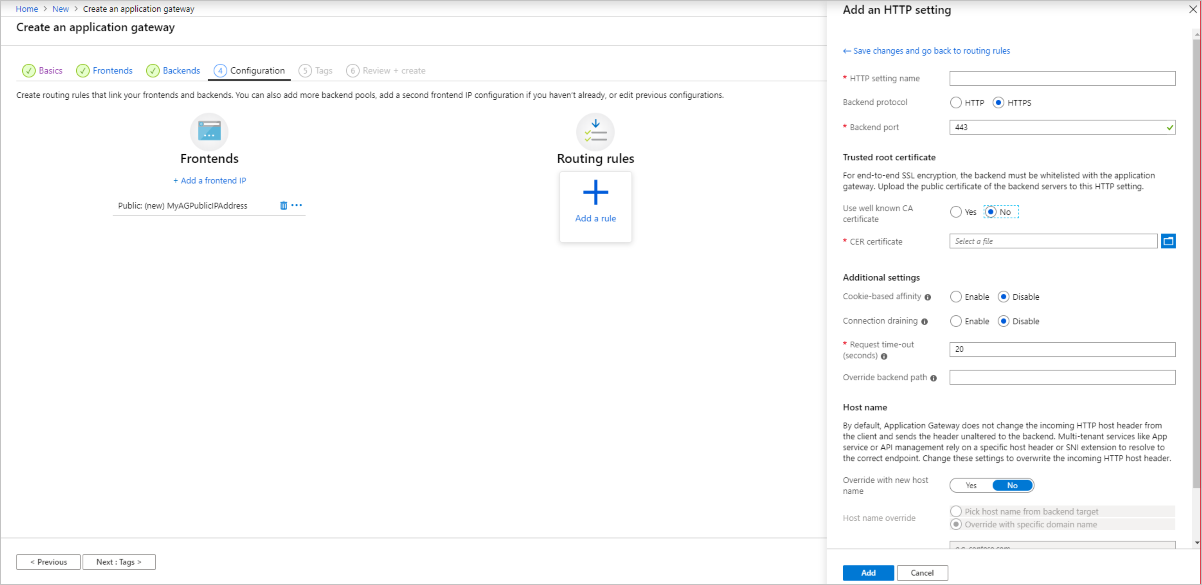 Home > New > Create an application gateway
Create an application gateway
Basics Frontends Backends 4 Configuration 5 Tags 6 Review + create
Create routing rules that link your frontends and backends. You can also add more backend pools, add a second frontend IP configuration if you haven't already, or edit previous configurations.
Frontends
+ Add a frontend IP
Public: (new) MyAGPublicIPAddress
Routing rules
Add a rule
< Previous
Next : Tags >
Add an HTTP setting
← Save changes and go back to routing rules
* HTTP setting name
Backend protocol HTTP HTTPS
* Backend port 443
Trusted root certificate
For end-to-end SSL encryption, the backend must be whitelisted with the application
gateway. Upload the public certificate of the backend servers to this HTTP setting.
Use well known CA
certificate
Yes No
* CER certificate Select a file
Additional settings
Cookie-based affinity Enable Disable
Connection draining Enable Disable
* Request time-out
(seconds)
20
Override backend path
Host name
By default, Application Gateway does not change the incoming HTTP host header from
the client and sends the header unaltered to the backend. Multi-tenant services like App
service or API management rely on a specific host header or SNI extension to resolve to
the correct endpoint. Change these settings to overwrite the incoming HTTP host header.
Override with new host
name
Yes No
Host name override
Pick host name from backend target
Override with specific domain name
Add
Cancel